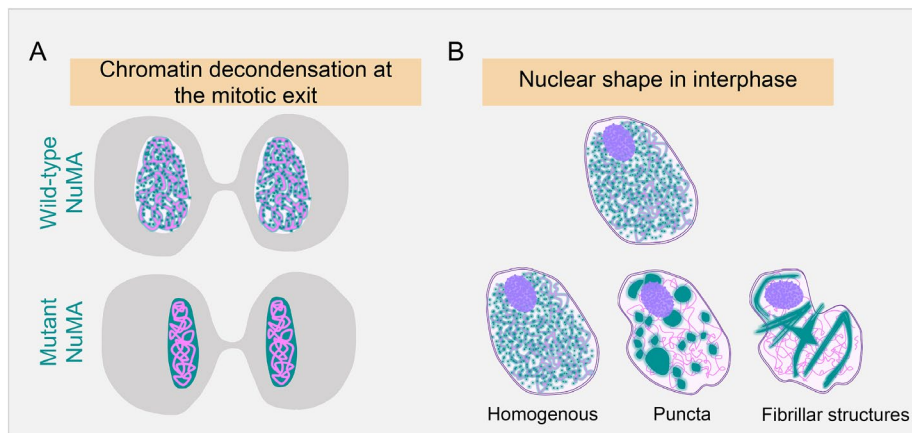 A
Chromatin decondensation at
the mitotic exit
Wild-type
NuMA
Mutant
NuMA
B
Nuclear shape in interphase
Homogenous
Puncta
Fibrillar structures